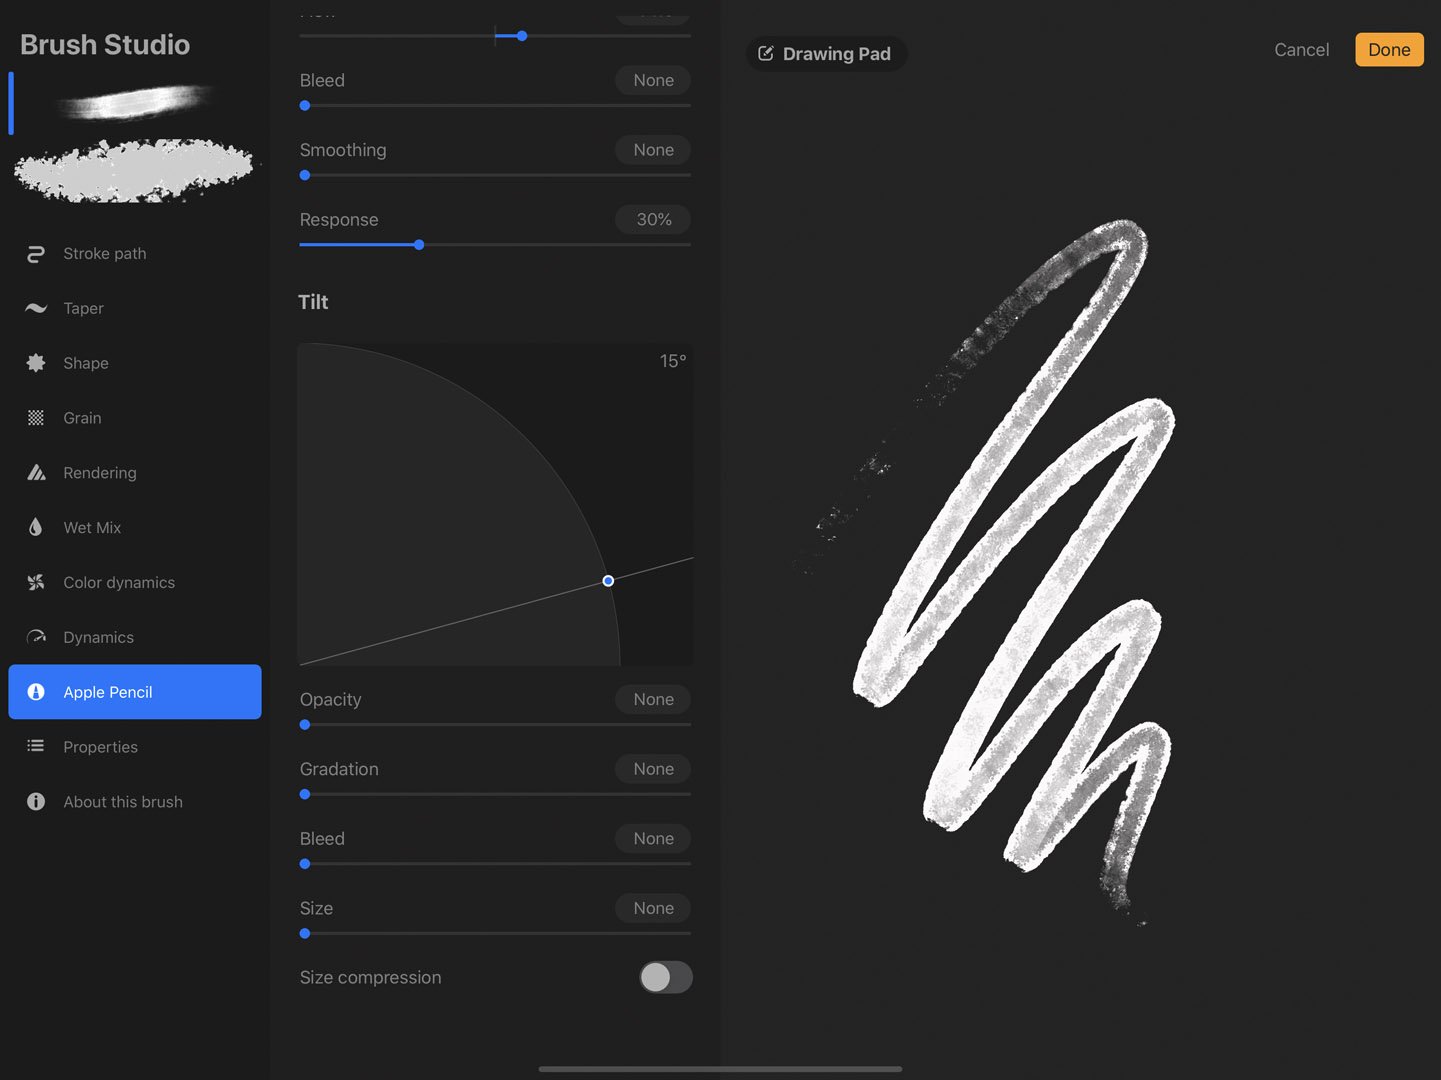 Brush Studio
Stroke path
Taper
Shape
Grain
Rendering
Wet Mix
Color dynamics
Dynamics
Apple Pencil
Properties
About this brush
Bleed None
Smoothing None
Response 30%
Tilt
15°
Opacity None
Gradation None
Bleed None
Size None
Size compression
Drawing Pad
Cancel Done